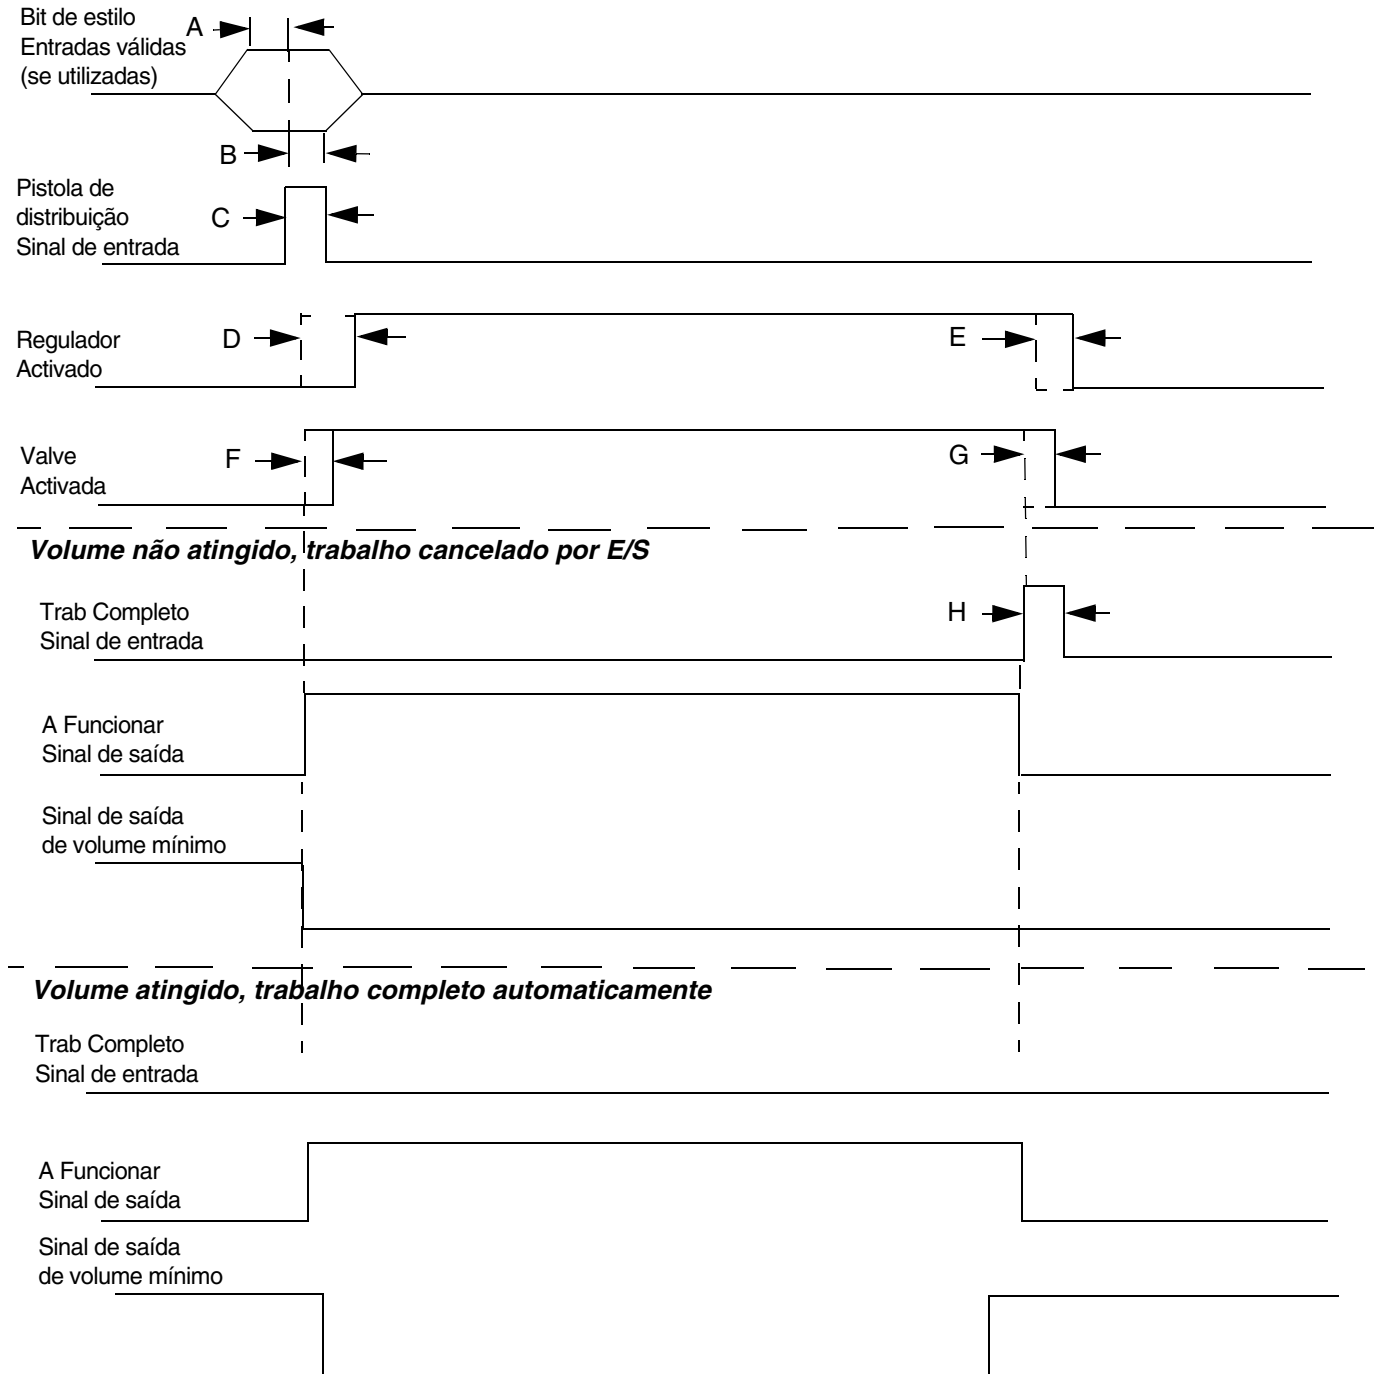 Bit de estilo
Entradas válidas
(se utilizadas)
A
B
Pistola de
distribuição
Sinal de entrada
C
Regulador
Activado
D
E
Valve
Activada
F
G
Volume não atingido, trabalho cancelado por E/S
Trab Completo
Sinal de entrada
H
A Funcionar
Sinal de saída
Sinal de saída
de volume mínimo
Volume atingido, trabalho completo automaticamente
Trab Completo
Sinal de entrada
A Funcionar
Sinal de saída
Sinal de saída
de volume mínimo